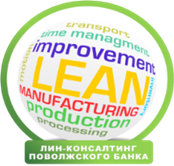 transport
time managment
improvement
LEAN
MANUFACTURING
production
processing
ЛИН-КОНСАЛТИНГ
ПОВОЛЖСКОГО БАНКА